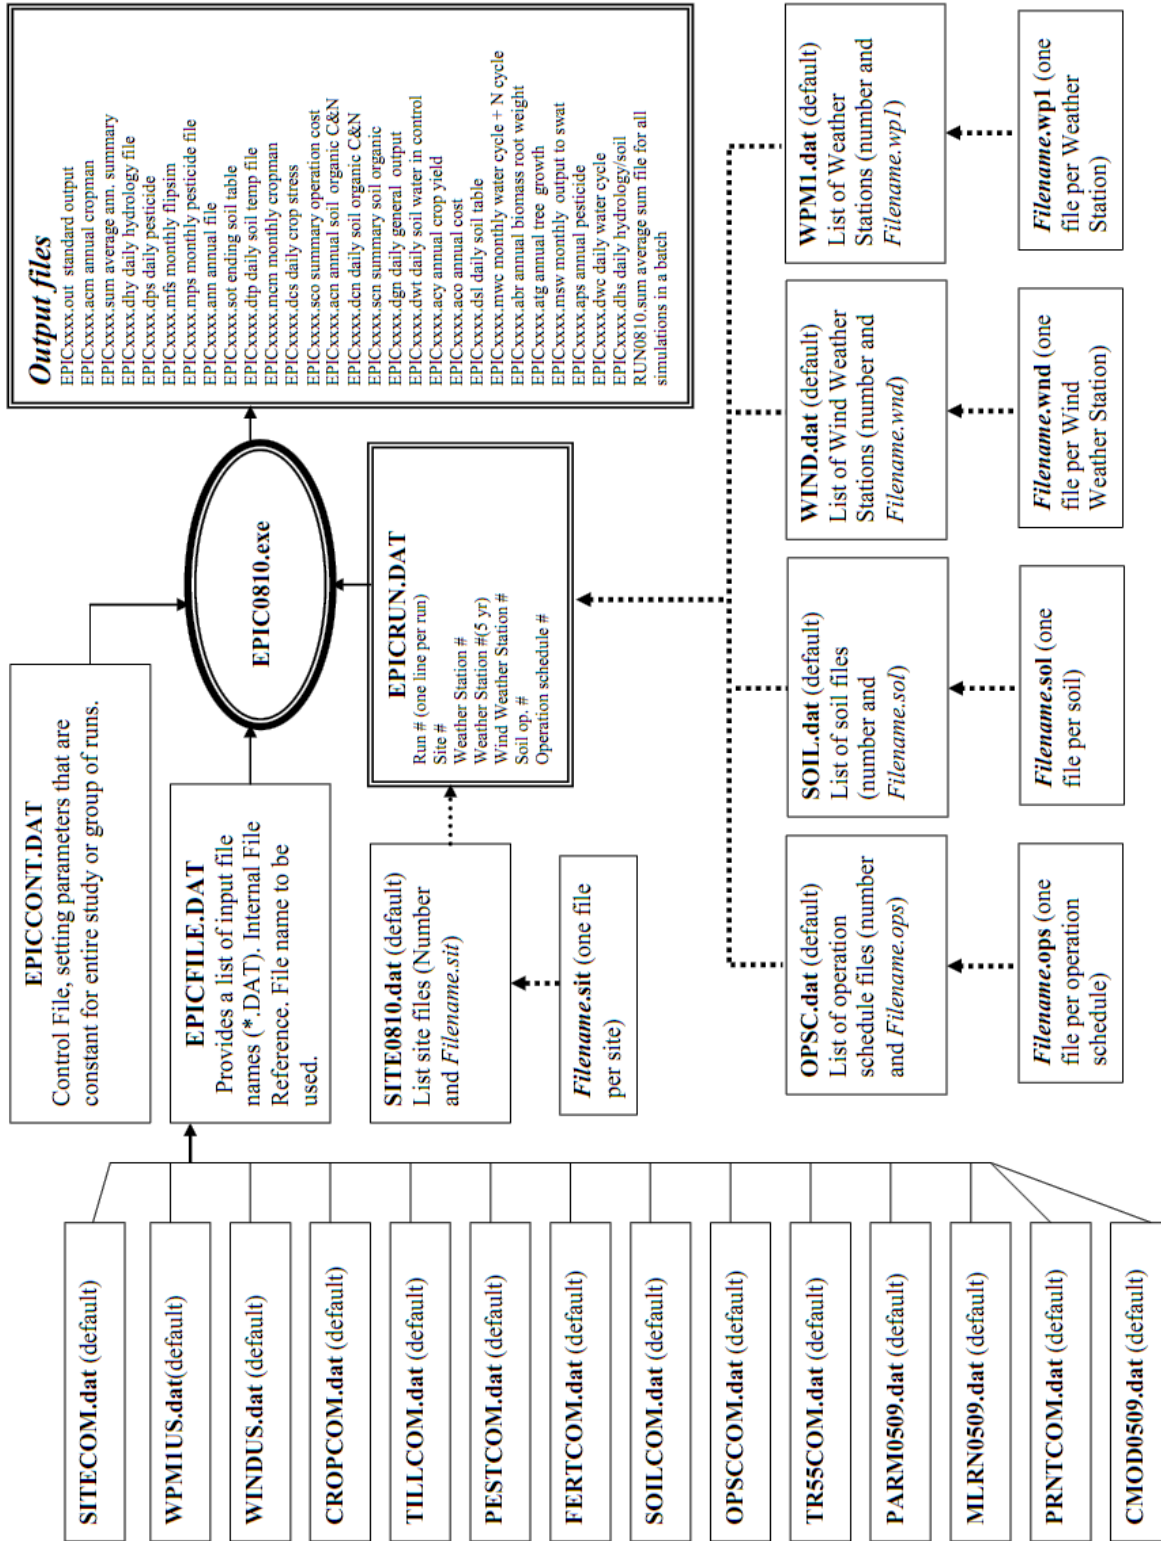 SITECOM.dat (default)
WPM1US.dat(default)
WINDUS.dat (default)
CROPCOM.dat (default)
TILLCOM.dat (default)
PESTCOM.dat (default)
FERTCOM.dat (default)
SOILCOM.dat (default)
OPSCCOM.dat (default)
TR55COM.dat (default)
PARM0509.dat (default)
MLRN0509.dat (default)
PRNTCOM.dat (default)
CMOD0509.dat (default)
EPICCONT.DAT
Control File, setting parameters that are
constant for entire study or group of runs.
EPICFILE.DAT
Provides a list of input file
names (*.DAT). Internal File
Reference. File name to be
used.
SITE0810.dat (default)
List site files (Number
and Filename.sit)
Filename.sit (one file
per site)
EPIC0810.exe
EPICRUN.DAT
Run # (one line per run)
Site #
Weather Station #
Weather Station #(5 yr)
Wind Weather Station #
Soil op. #
Operation schedule #
Output files
EPICxxxx.out standard output
EPICxxxx.acm annual cropman
EPICxxxx.sum average ann. summary
EPICxxxx.dhy daily hydrology file
EPICxxxx.dps daily pesticide
EPICxxxx.mfs monthly flipsim
EPICxxxx.mps monthly pesticide file
EPICxxxx.ann annual file
EPICxxxx.sot ending soil table
EPICxxxx.dtp daily soil temp file
EPICxxxx.mcm monthly cropman
EPICxxxx.dcs daily crop stress
EPICxxxx.sco summary operation cost
EPICxxxx.acn annual soil organic C&N
EPICxxxx.dcn daily soil organic C&N
EPICxxxx.scn summary soil organic
EPICxxxx.dgn daily general output
EPICxxxx.dwt daily soil water in control
EPICxxxx.acy annual crop yield
EPICxxxx.aco annual cost
EPICxxxx.dsl daily soil table
EPICxxxx.mwc monthly water cycle + N cycle
EPICxxxx.abr annual biomass root weight
EPICxxxx.atg annual tree growth
EPICxxxx.msw monthly output to swat
EPICxxxx.aps annual pesticide
EPICxxxx.dwc daily water cycle
EPICxxxx.dhs daily hydrology/soil
RUN0810.sum average sum file for all
simulations in a batch
OPSC.dat (default)
List of operation
schedule files (number
and Filename.ops)
SOIL.dat (default)
List of soil files
(number and
Filename.sol)
WIND.dat (default)
List of Wind Weather
Stations (number and
Filename.wnd)
WPM1.dat (default)
List of Weather
Stations (number and
Filename.wp1)
Filename.ops (one
file per operation
schedule)
Filename.sol (one
file per soil)
Filename.wnd (one
file per Wind
Weather Station)
Filename.wp1 (one
file per Weather
Station)